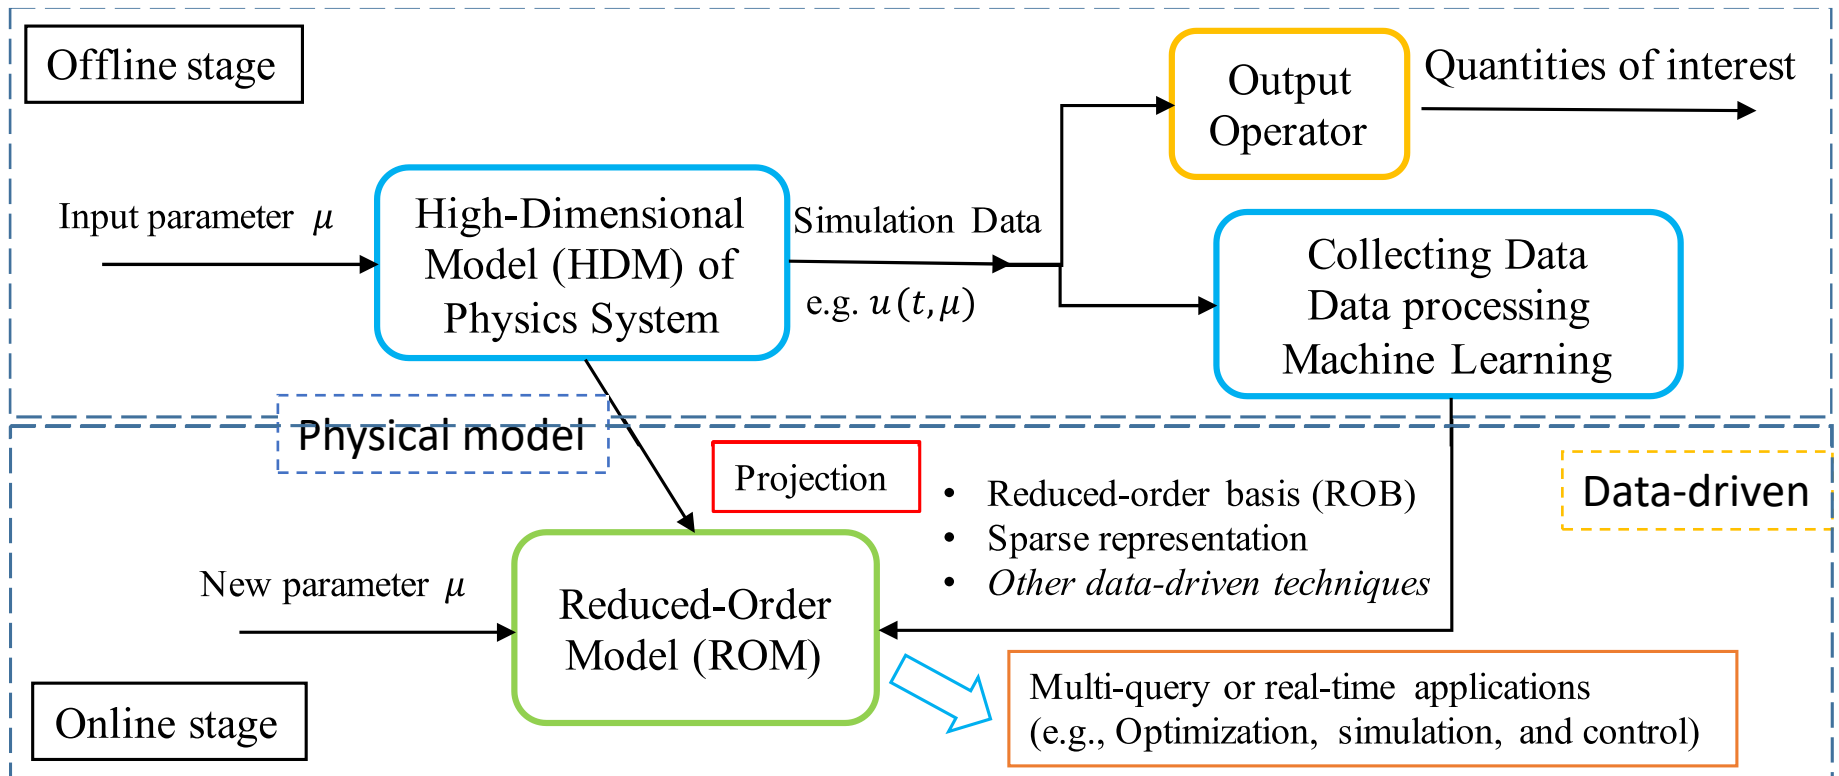 Offline stage
Output
Operator
Quantities of interest
Input parameter μ
High-Dimensional
Model (HDM) of
Physics System
Simulation Data
e.g. u(t, μ)
Collecting Data
Data processing
Machine Learning
Physical model
Projection
• Reduced-order basis (ROB)
• Sparse representation
• Other data-driven techniques
Data-driven
New parameter μ
Reduced-Order
Model (ROM)
Online stage
Multi-query or real-time applications
(e.g., Optimization, simulation, and control)